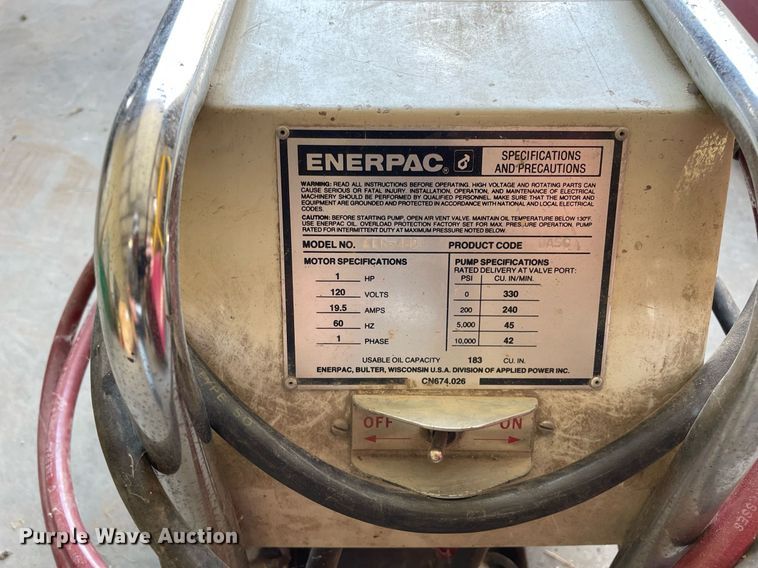 ENERPAC®
SPECIFICATIONS
AND PRECAUTIONS
WARNING: READ ALL INSTRUCTIONS BEFORE OPERATING. HIGH VOLTAGE AND ROTATING PARTS CAN
CAUSE SERIOUS OR FATAL INJURY. INSTALLATION, OPERATION, AND MAINTENANCE OF ELECTRICAL
MACHINERY SHOULD BE PERFORMED BY QUALIFIED PERSONNEL. MAKE SURE THAT THE MOTOR AND
EQUIPMENT ARE GROUNDED AND PROTECTED IN ACCORDANCE WITH NATIONAL AND LOCAL ELECTRICAL
CODES.
CAUTION: BEFORE STARTING PUMP, OPEN AIR VENT VALVE. MAINTAIN OIL TEMPERATURE BELOW 130°F.
USE ENERPAC OIL, OVERLOAD PROTECTION FACTORY SET FOR MAX. PRESSURE OPERATION, PUMP
RATED FOR INTERMITTENT DUTY AT MAXIMUM PRESSURE NOTED BELOW.
MODEL NO. PRODUCT CODE
MOTOR SPECIFICATIONS
1 HP
120 VOLTS
19.5 AMPS
60 HZ
1 PHASE
PUMP SPECIFICATIONS
RATED DELIVERY AT VALVE PORT:
PSI CU. IN/MIN.
0 330
200 240
5,000 45
10,000 42
USABLE OIL CAPACITY 183 CU. IN.
ENERPAC, BULTER, WISCONSIN U.S.A. DIVISION OF APPLIED POWER INC.
CN674.026
OFF ON
Purple Wave Auction